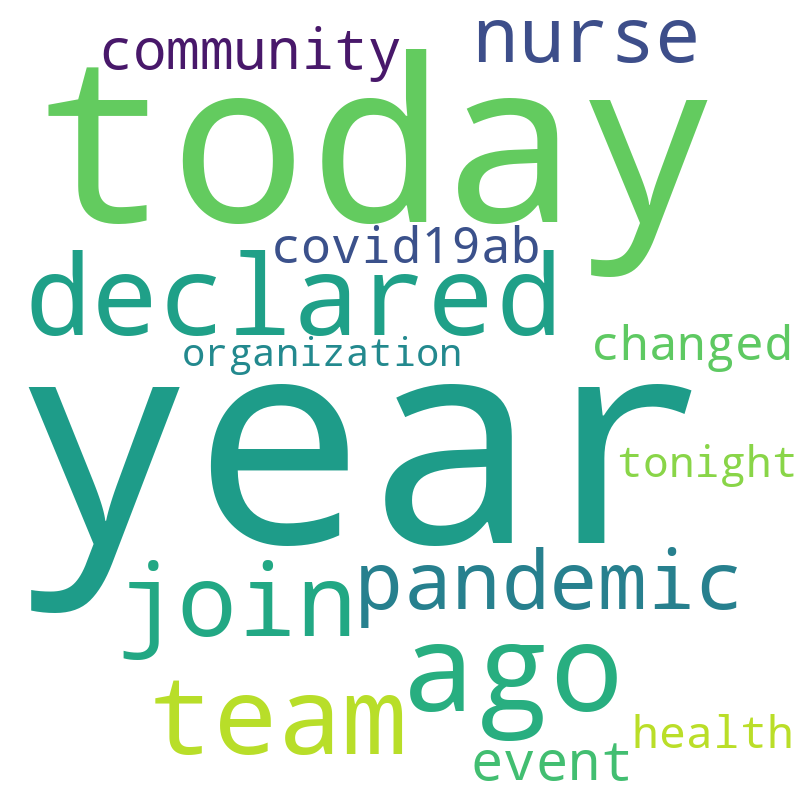 community nurse
today
covid19ab
declared
organization changed
year
tonight
join pandemic
ago
team health
event